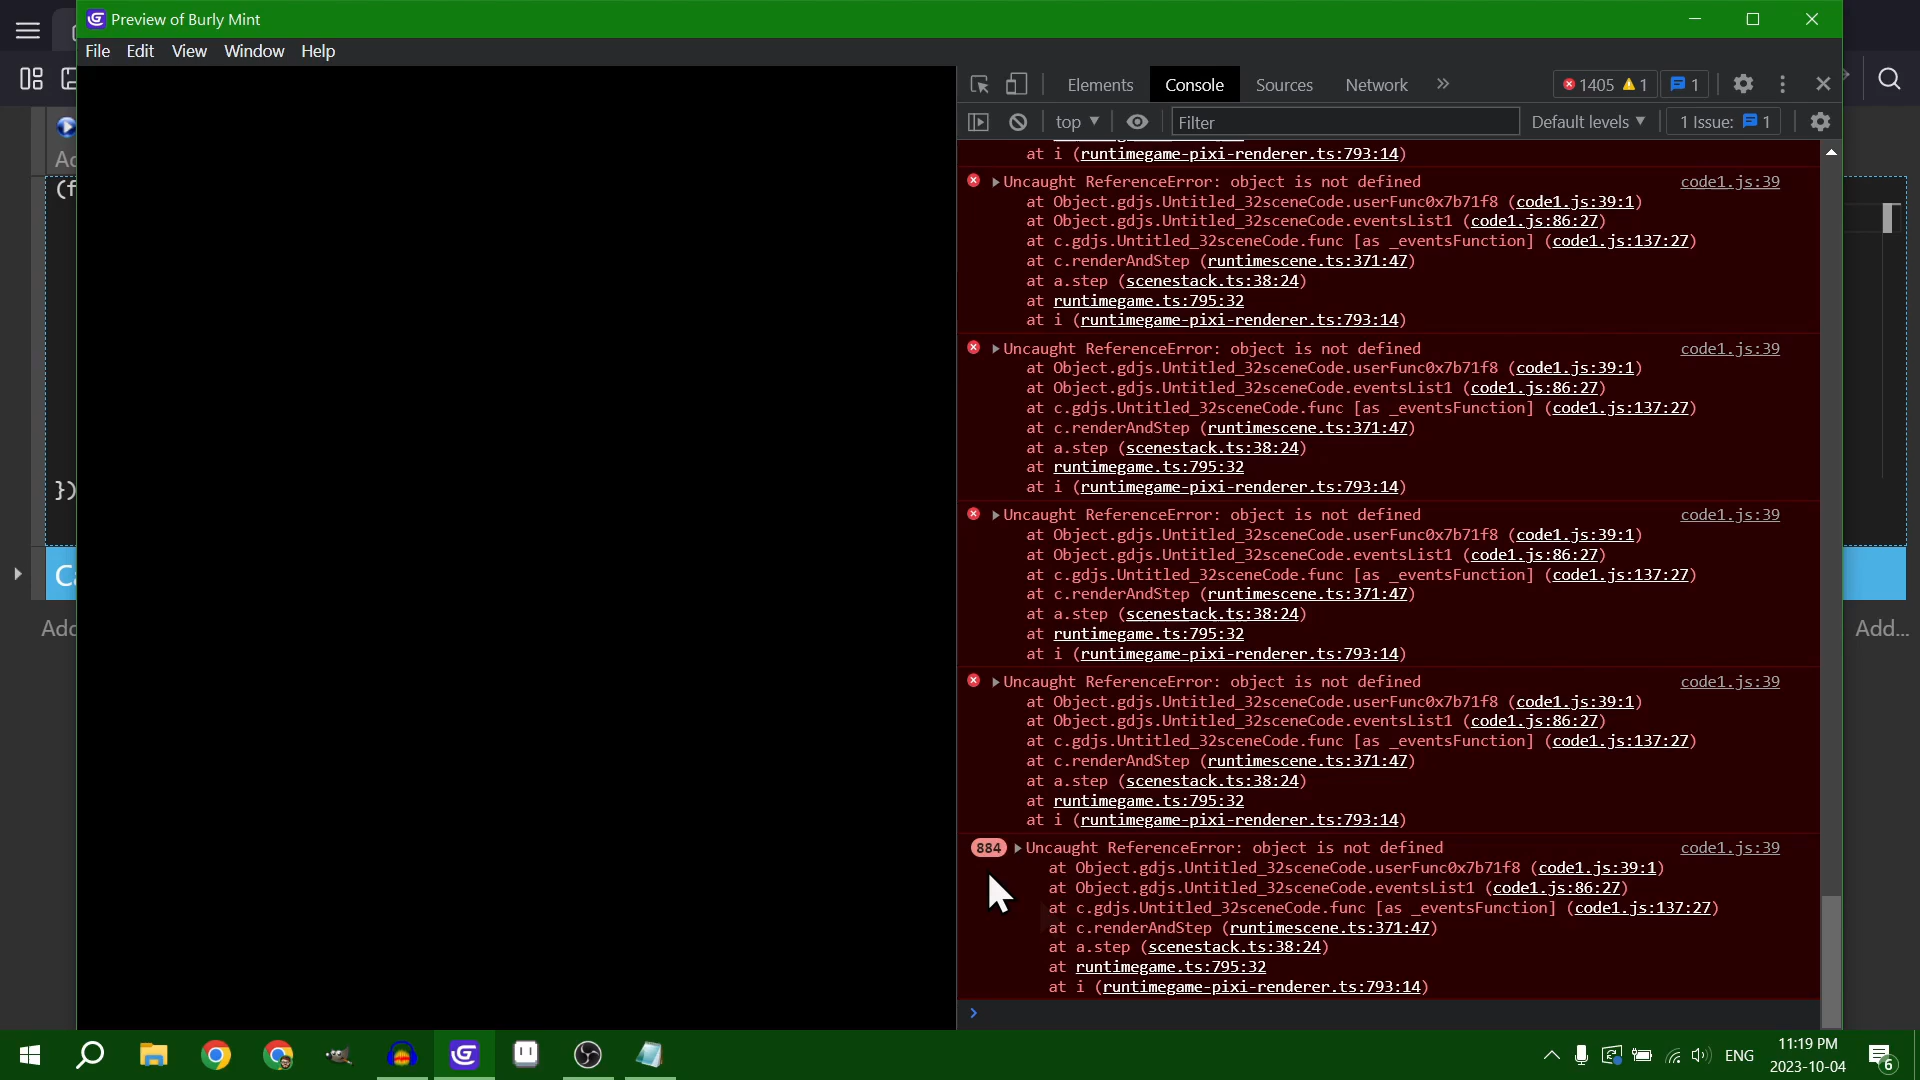 Preview of Burly Mint
File Edit View Window Help
Elements Console Sources Network » 1405 1 1
top ▼ Filter Default levels ▼ 1 Issue: 1
at i (runtimegame-pixi-renderer.ts:793:14)
Uncaught ReferenceError: object is not defined code1.js:39
at Object.gdjs.Untitled_32sceneCode.userFunc0x7b71f8 (code1.js:39:1)
at Object.gdjs.Untitled_32sceneCode.eventsList1 (code1.js:86:27)
at c.gdjs.Untitled_32sceneCode.func [as _eventsFunction] (code1.js:137:27)
at c.renderAndStep (runtimescene.ts:371:47)
at a.step (scenestack.ts:38:24)
at runtimegame.ts:795:32
at i (runtimegame-pixi-renderer.ts:793:14)
Uncaught ReferenceError: object is not defined code1.js:39
at Object.gdjs.Untitled_32sceneCode.userFunc0x7b71f8 (code1.js:39:1)
at Object.gdjs.Untitled_32sceneCode.eventsList1 (code1.js:86:27)
at c.gdjs.Untitled_32sceneCode.func [as _eventsFunction] (code1.js:137:27)
at c.renderAndStep (runtimescene.ts:371:47)
at a.step (scenestack.ts:38:24)
at runtimegame.ts:795:32
at i (runtimegame-pixi-renderer.ts:793:14)
Uncaught ReferenceError: object is not defined code1.js:39
at Object.gdjs.Untitled_32sceneCode.userFunc0x7b71f8 (code1.js:39:1)
at Object.gdjs.Untitled_32sceneCode.eventsList1 (code1.js:86:27)
at c.gdjs.Untitled_32sceneCode.func [as _eventsFunction] (code1.js:137:27)
at c.renderAndStep (runtimescene.ts:371:47)
at a.step (scenestack.ts:38:24)
at runtimegame.ts:795:32
at i (runtimegame-pixi-renderer.ts:793:14)
Uncaught ReferenceError: object is not defined code1.js:39
at Object.gdjs.Untitled_32sceneCode.userFunc0x7b71f8 (code1.js:39:1)
at Object.gdjs.Untitled_32sceneCode.eventsList1 (code1.js:86:27)
at c.gdjs.Untitled_32sceneCode.func [as _eventsFunction] (code1.js:137:27)
at c.renderAndStep (runtimescene.ts:371:47)
at a.step (scenestack.ts:38:24)
at runtimegame.ts:795:32
at i (runtimegame-pixi-renderer.ts:793:14)
884 Uncaught ReferenceError: object is not defined code1.js:39
at Object.gdjs.Untitled_32sceneCode.userFunc0x7b71f8 (code1.js:39:1)
at Object.gdjs.Untitled_32sceneCode.eventsList1 (code1.js:86:27)
at c.gdjs.Untitled_32sceneCode.func [as _eventsFunction] (code1.js:137:27)
at c.renderAndStep (runtimescene.ts:371:47)
at a.step (scenestack.ts:38:24)
at runtimegame.ts:795:32
at i (runtimegame-pixi-renderer.ts:793:14)
})
Add...
ENG
11:19 PM
2023-10-04
6